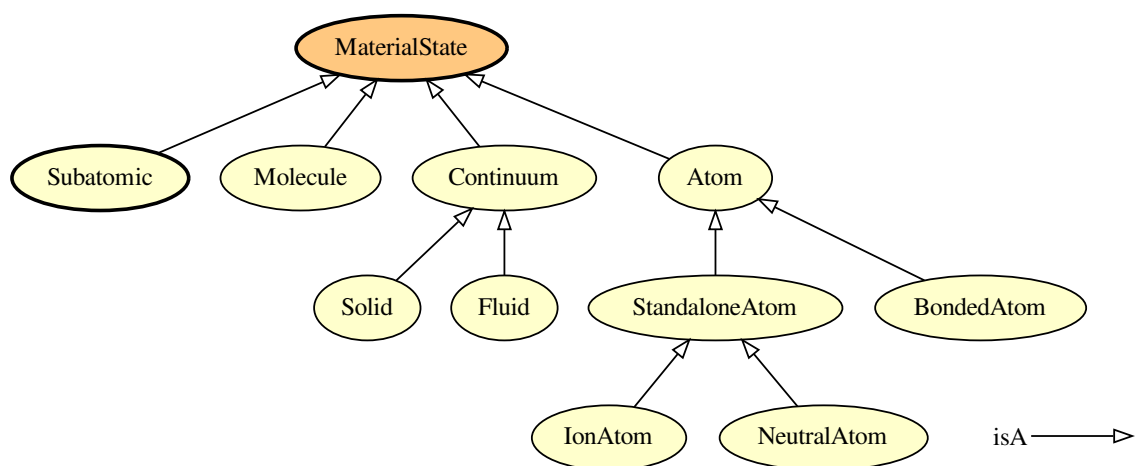 MaterialState
Subatomic
Molecule
Continuum
Atom
Solid
Fluid
StandaloneAtom
BondedAtom
IonAtom
NeutralAtom
isA